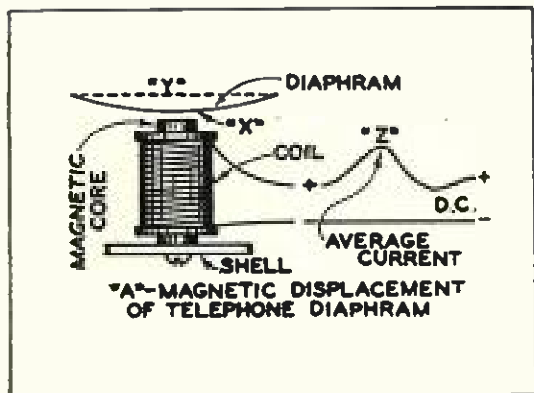 "Y"
DIAPHRAM
"X"
MAGNETIC CORE
COIL
"Z"
+
+
D.C.
-
AVERAGE
CURRENT
SHELL
"A"-MAGNETIC DISPLACEMENT
OF TELEPHONE DIAPHRAM